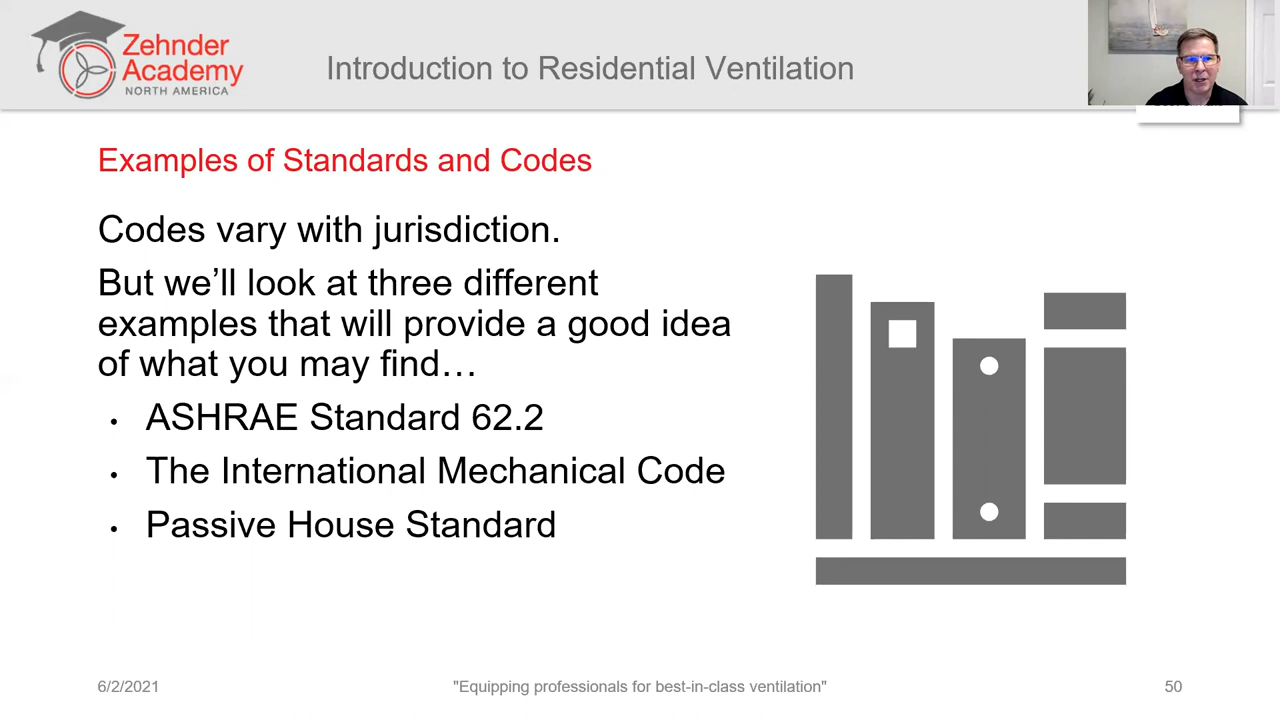 Zehnder
Academy
NORTH AMERICA
Introduction to Residential Ventilation
Examples of Standards and Codes
Codes vary with jurisdiction.
But we’ll look at three different
examples that will provide a good idea
of what you may find…
• ASHRAE Standard 62.2
• The International Mechanical Code
• Passive House Standard
6/2/2021
"Equipping professionals for best-in-class ventilation"
50